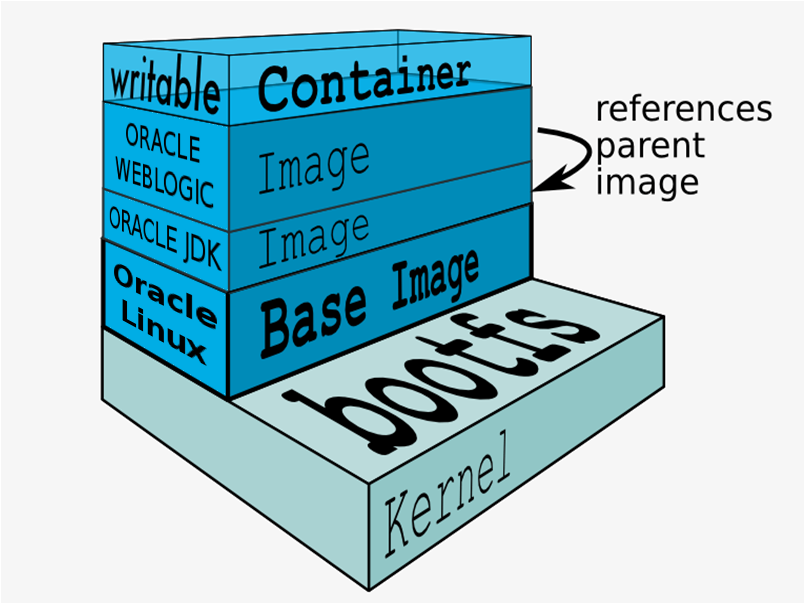 writable
Container
ORACLE
WEBLOGIC
Image
ORACLE JDK
Image
Oracle
Linux
Base Image
bootfs
Kernel
references
parent
image